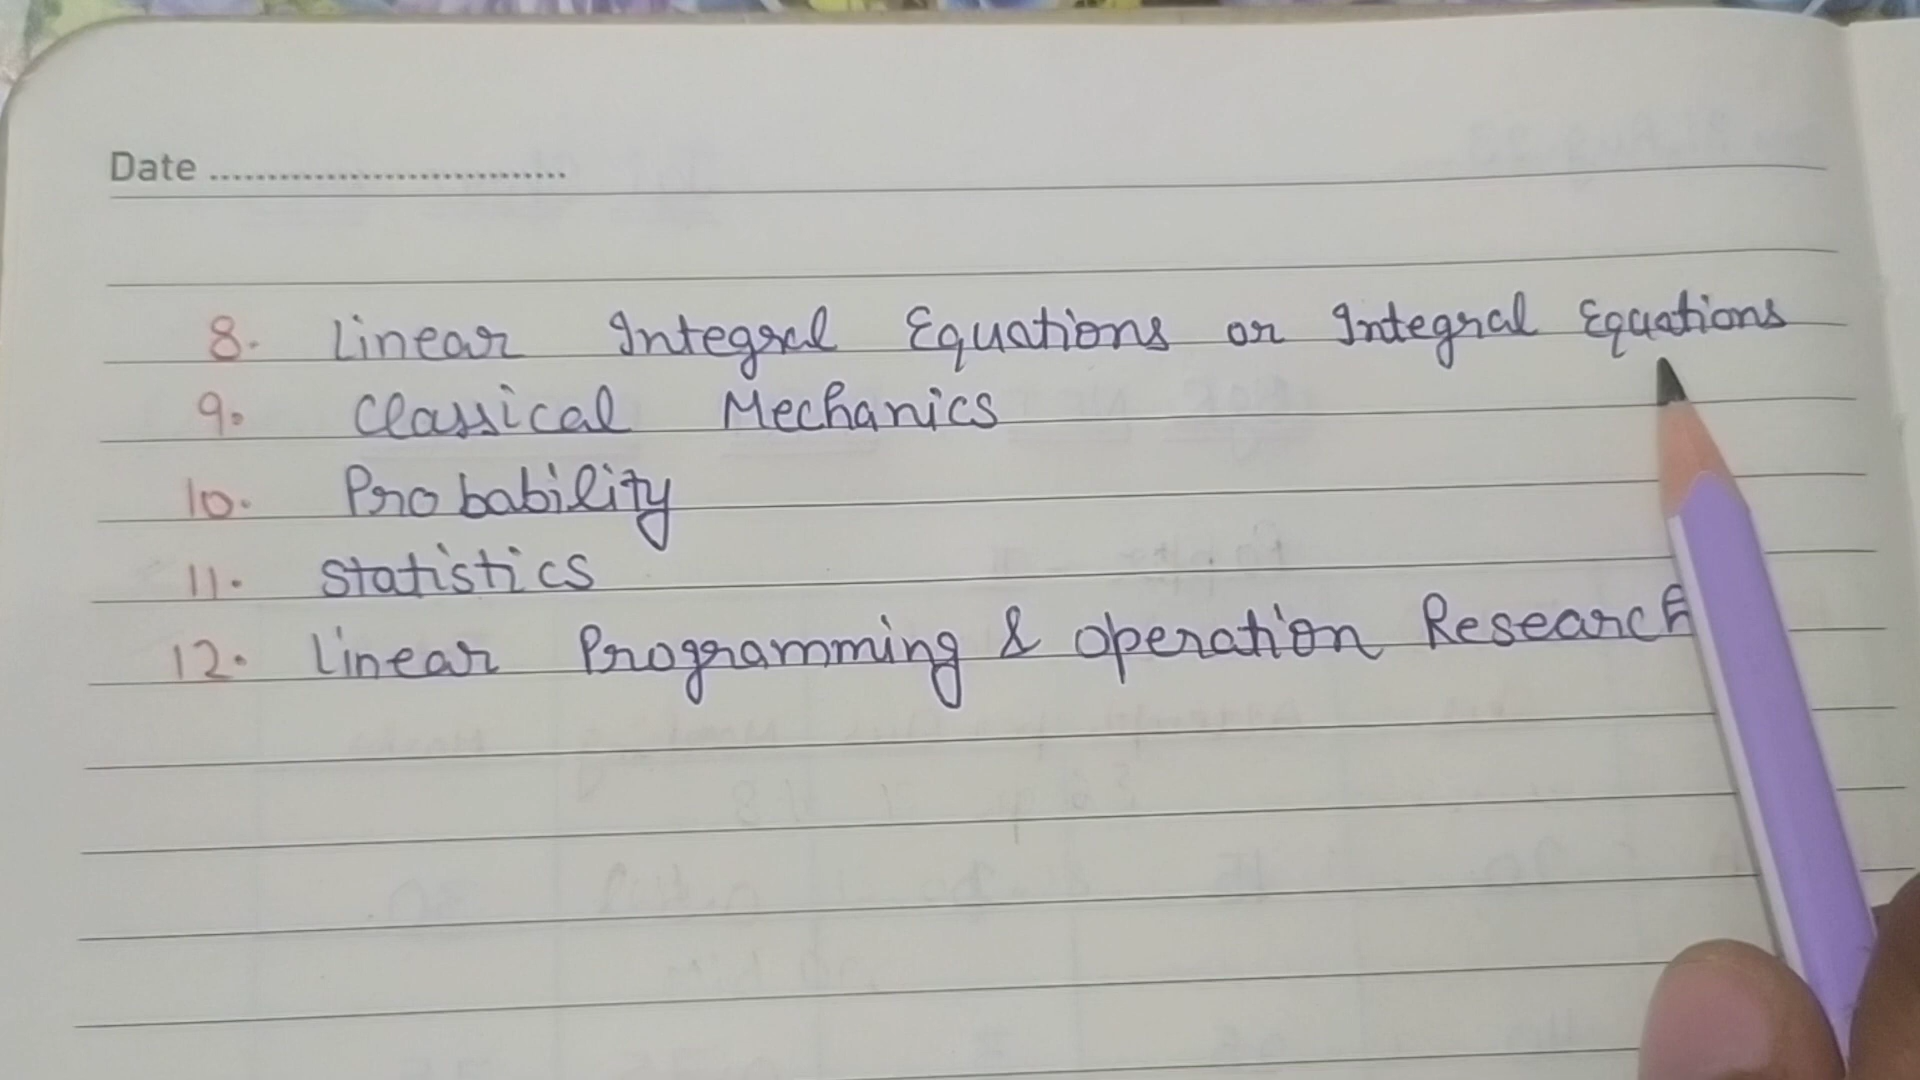 Date ................................
8. Linear Integral Equations or Integral Equations
9. Classical Mechanics
10. Probability
11. Statistics
12. Linear Programming & Operation Research